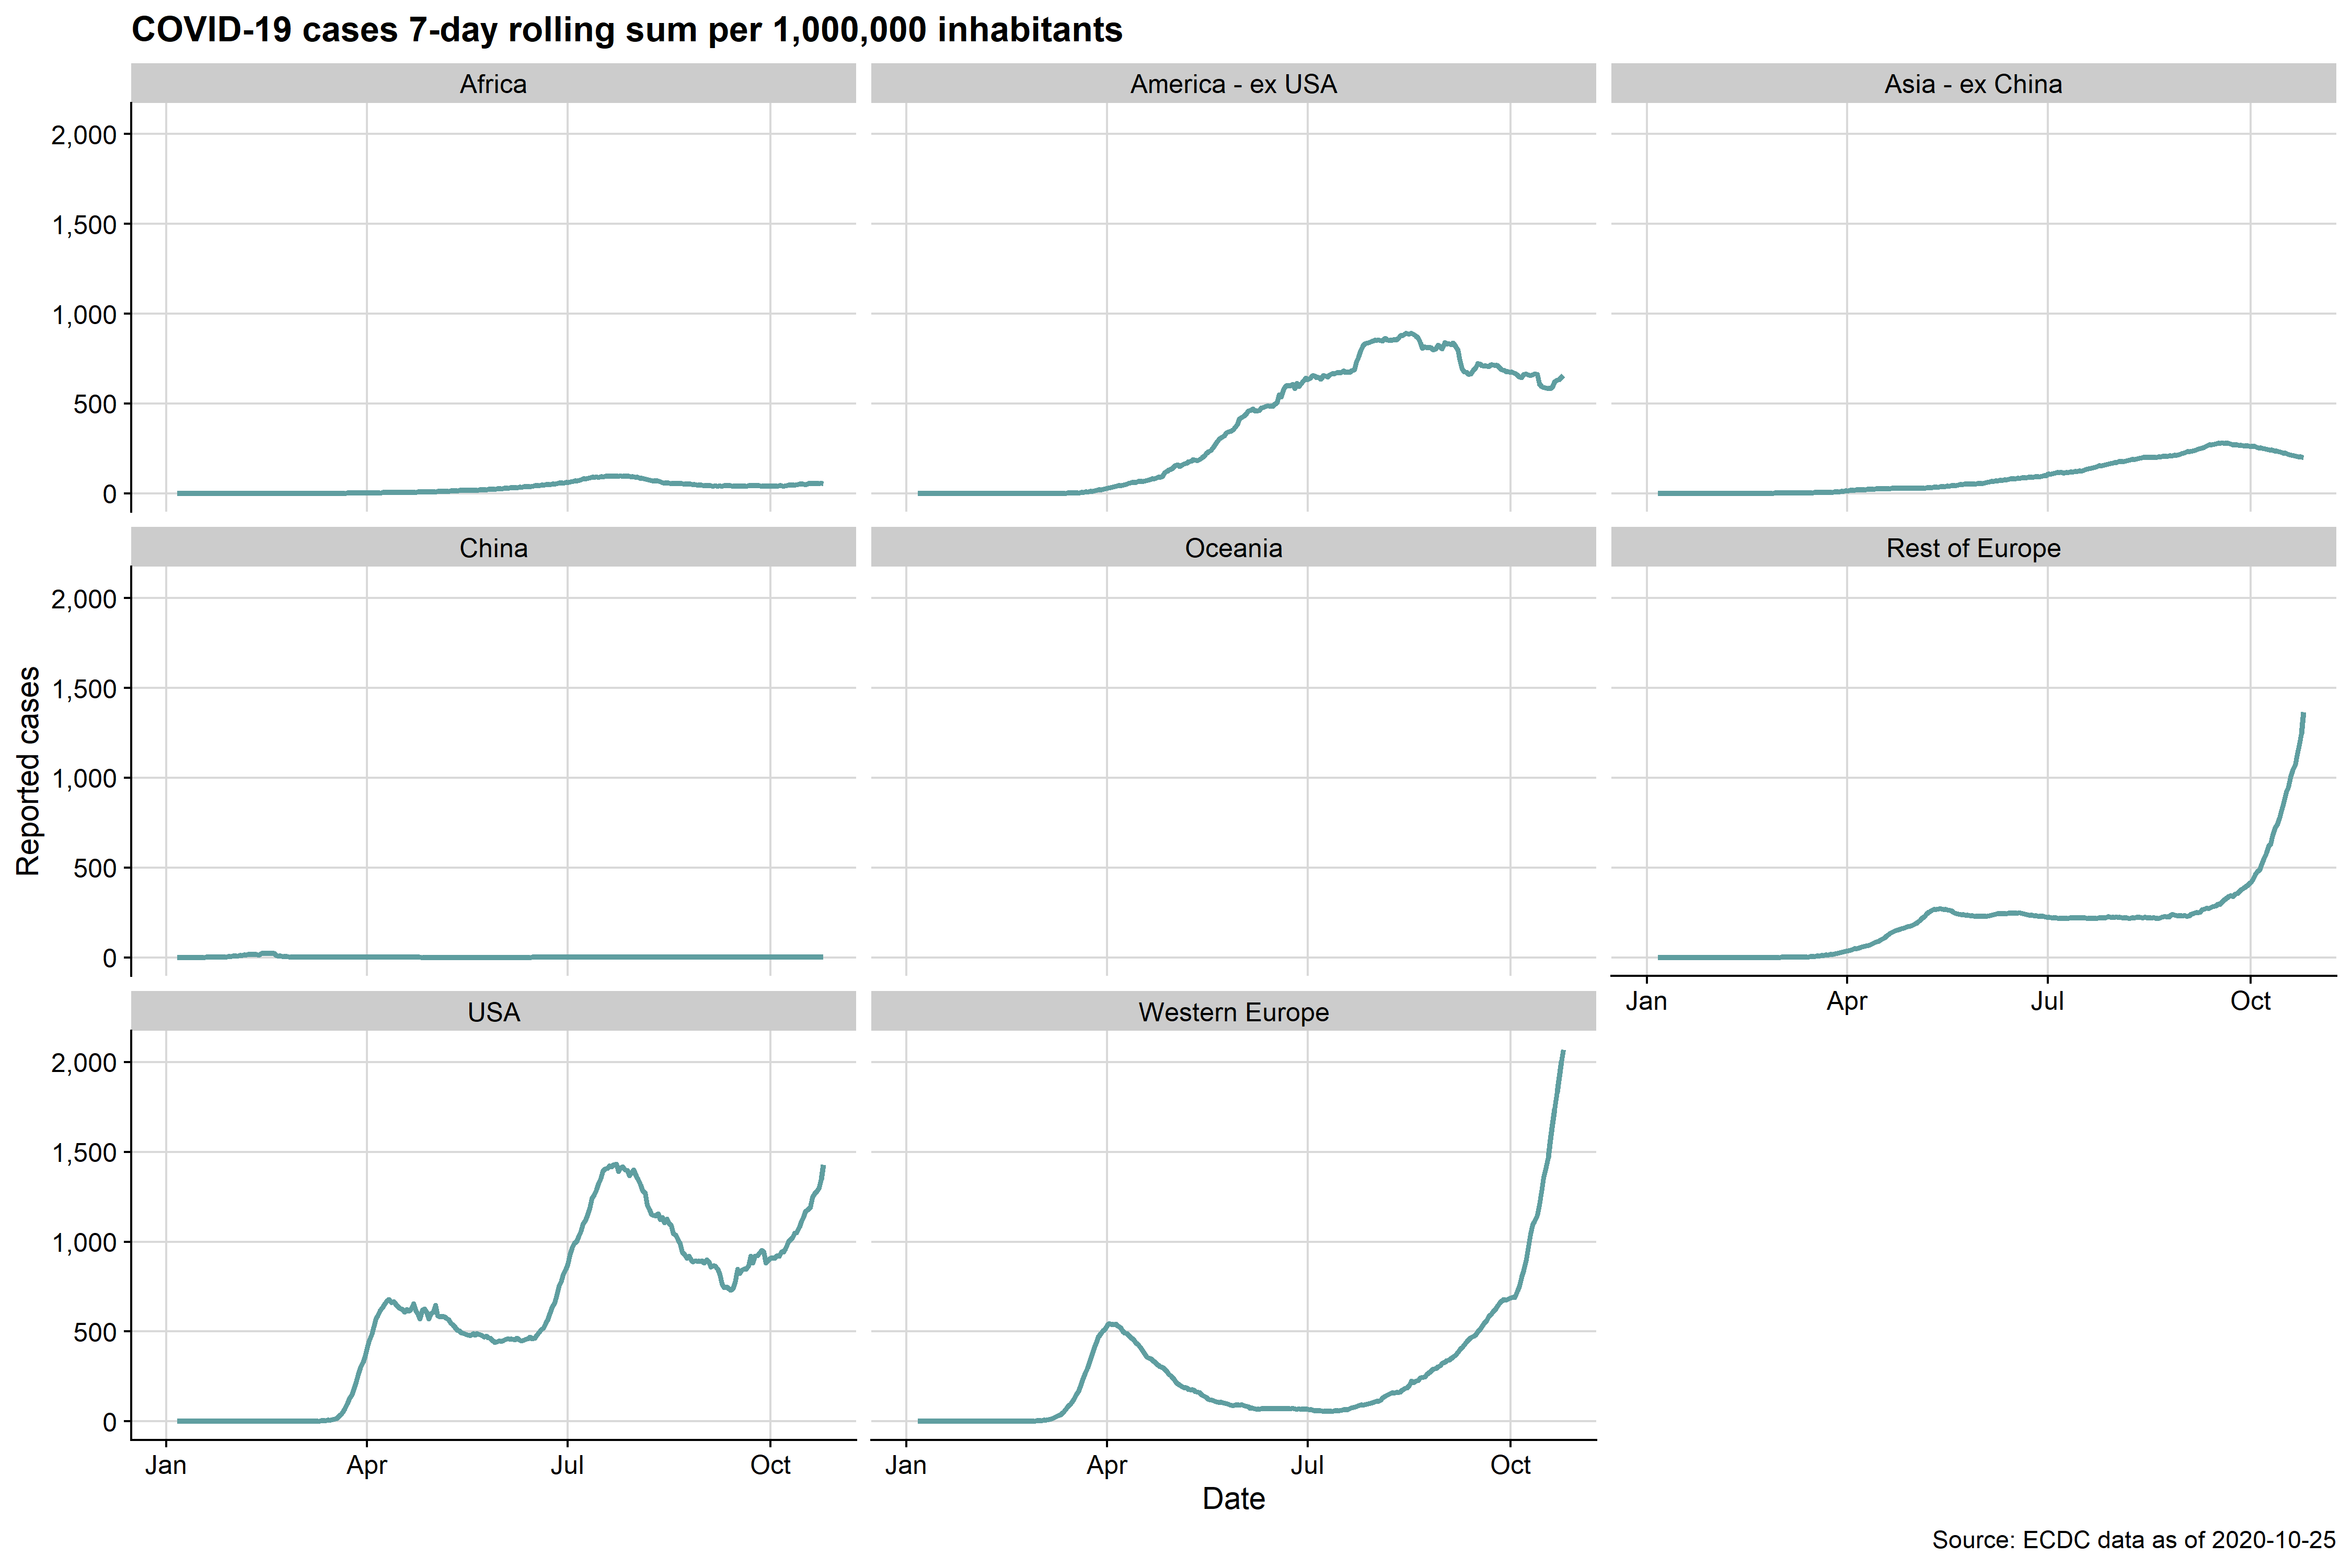 COVID-19 cases 7-day rolling sum per 1,000,000 inhabitants
Africa
America - ex USA
Asia - ex China
2,000
1,500
1,000
500
0
China
Oceania
Rest of Europe
Reported cases
2,000
1,500
1,000
500
0
Jan
Apr
Jul
Oct
USA
Western Europe
2,000
1,500
1,000
500
0
Jan
Apr
Jul
Oct
Jan
Apr
Jul
Oct
Date
Source: ECDC data as of 2020-10-25